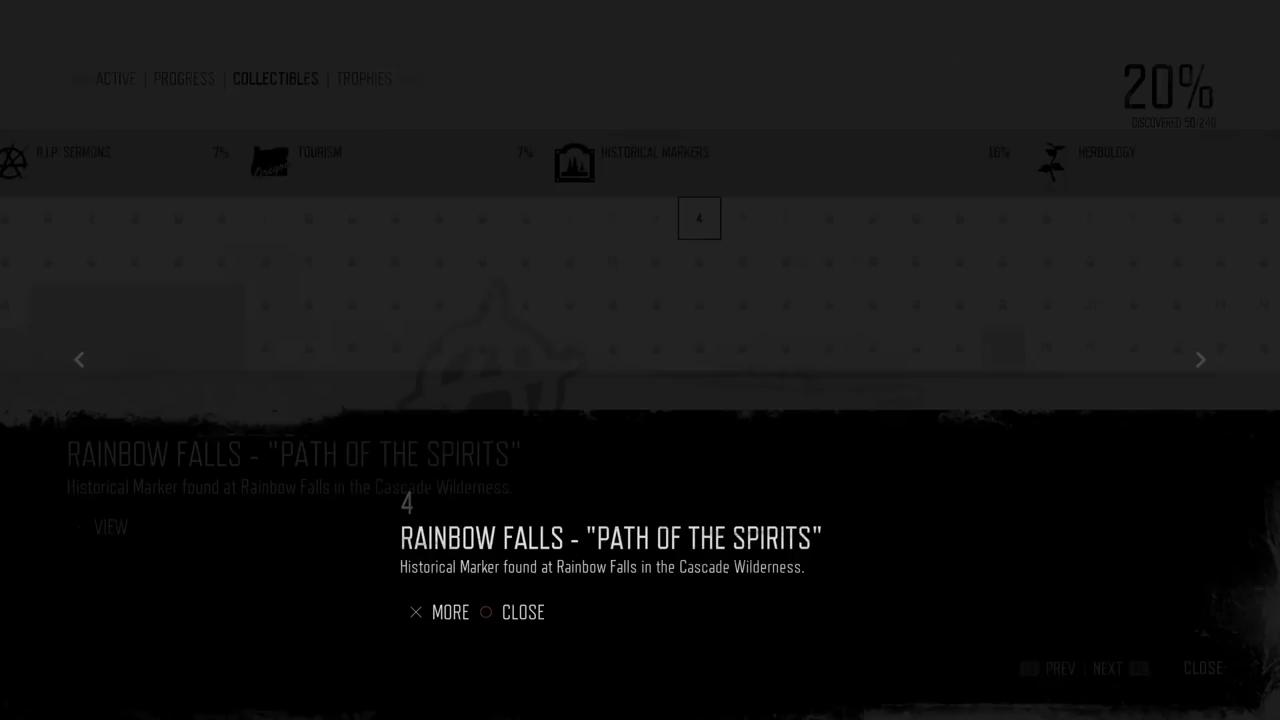 ACTIVE | PROGRESS | COLLECTIBLES | TROPHIES
20%
DISCOVERED 50/240
R.I.P. SERMONS 7% TOURISM 7% HISTORICAL MARKERS 16% HERBOLOGY
4
RAINBOW FALLS - "PATH OF THE SPIRITS"
Historical Marker found at Rainbow Falls in the Cascade Wilderness.
VIEW
4
RAINBOW FALLS - "PATH OF THE SPIRITS"
Historical Marker found at Rainbow Falls in the Cascade Wilderness.
MORE CLOSE
PREV | NEXT CLOSE